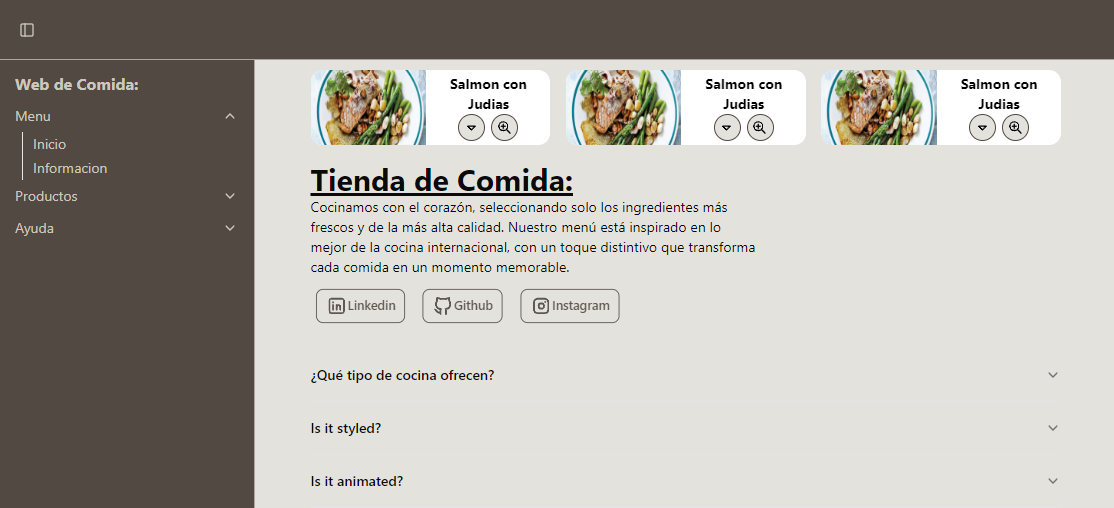 Web de Comida:
Menu
Inicio
Informacion
Productos
Ayuda
Salmon con
Judias
Salmon con
Judias
Salmon con
Judias
Tienda de Comida:
Cocinamos con el corazón, seleccionando solo los ingredientes más
frescos y de la más alta calidad. Nuestro menú está inspirado en lo
mejor de la cocina internacional, con un toque distintivo que transforma
cada comida en un momento memorable.
Linkedin
Github
Instagram
¿Qué tipo de cocina ofrecen?
Is it styled?
Is it animated?